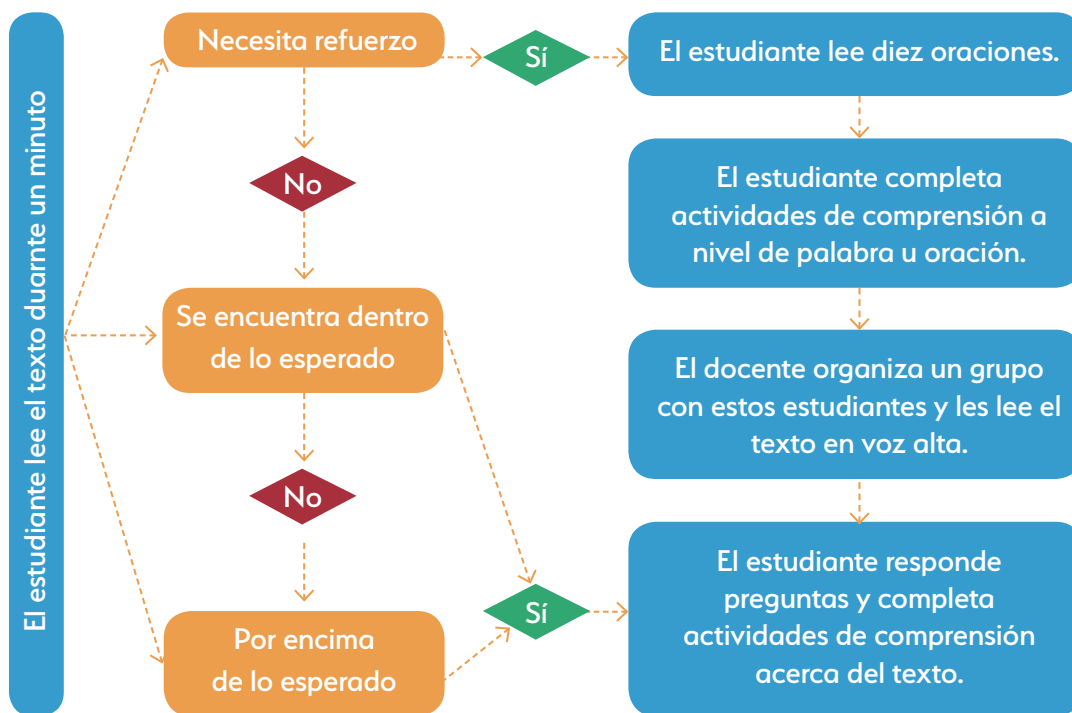 El estudiante lee el texto duarnte un minuto
Necesita refuerzo
Sí
El estudiante lee diez oraciones.
No
El estudiante completa
actividades de comprensión a
nivel de palabra u oración.
Se encuentra dentro
de lo esperado
El docente organiza un grupo
con estos estudiantes y les lee el
texto en voz alta.
No
Por encima
de lo esperado
Sí
El estudiante responde
preguntas y completa
actividades de comprensión
acerca del texto.